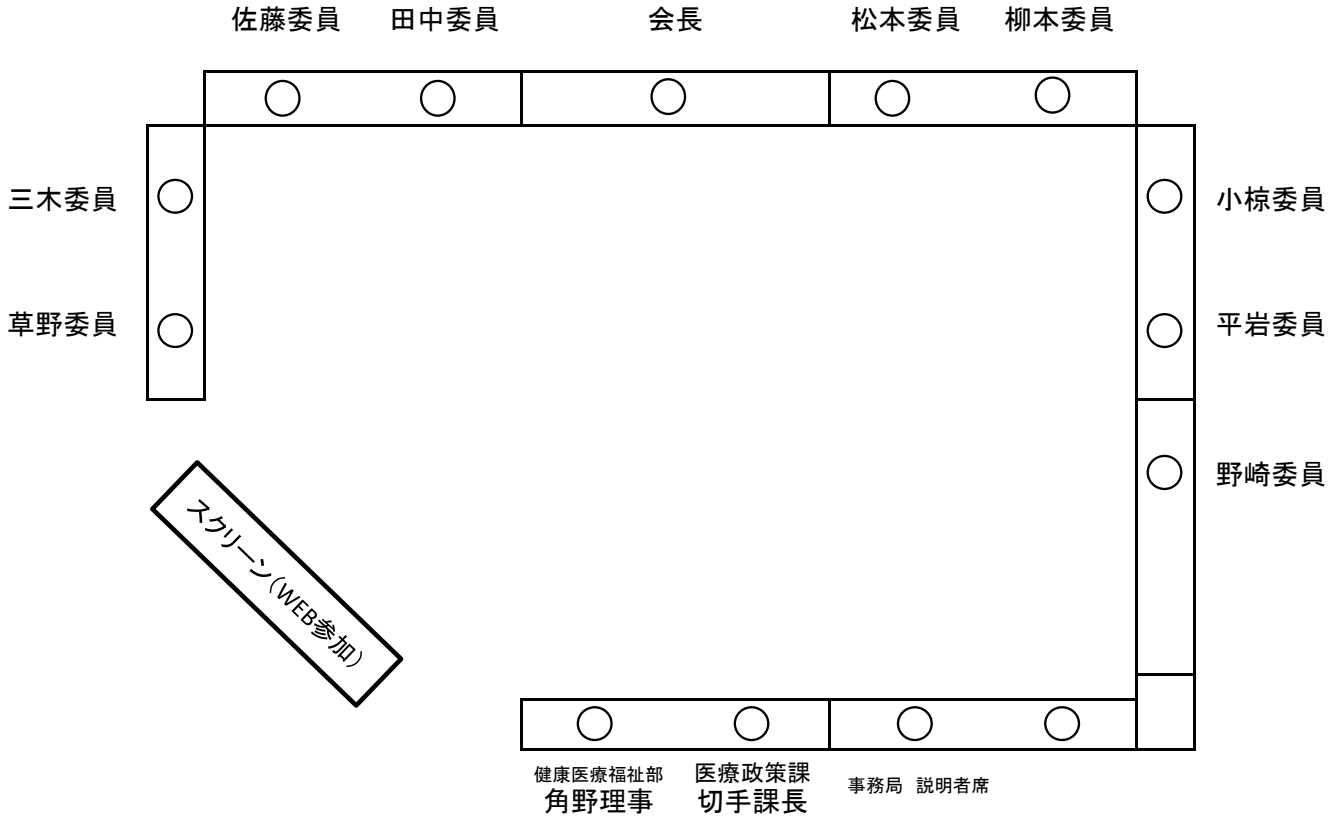 佐藤委員 田中委員 会長 松本委員 柳本委員
三木委員
小椋委員
草野委員
平岩委員
野崎委員
スクリーン(WEB参加)
健康医療福祉部
角野理事
医療政策課
切手課長
事務局 説明者席